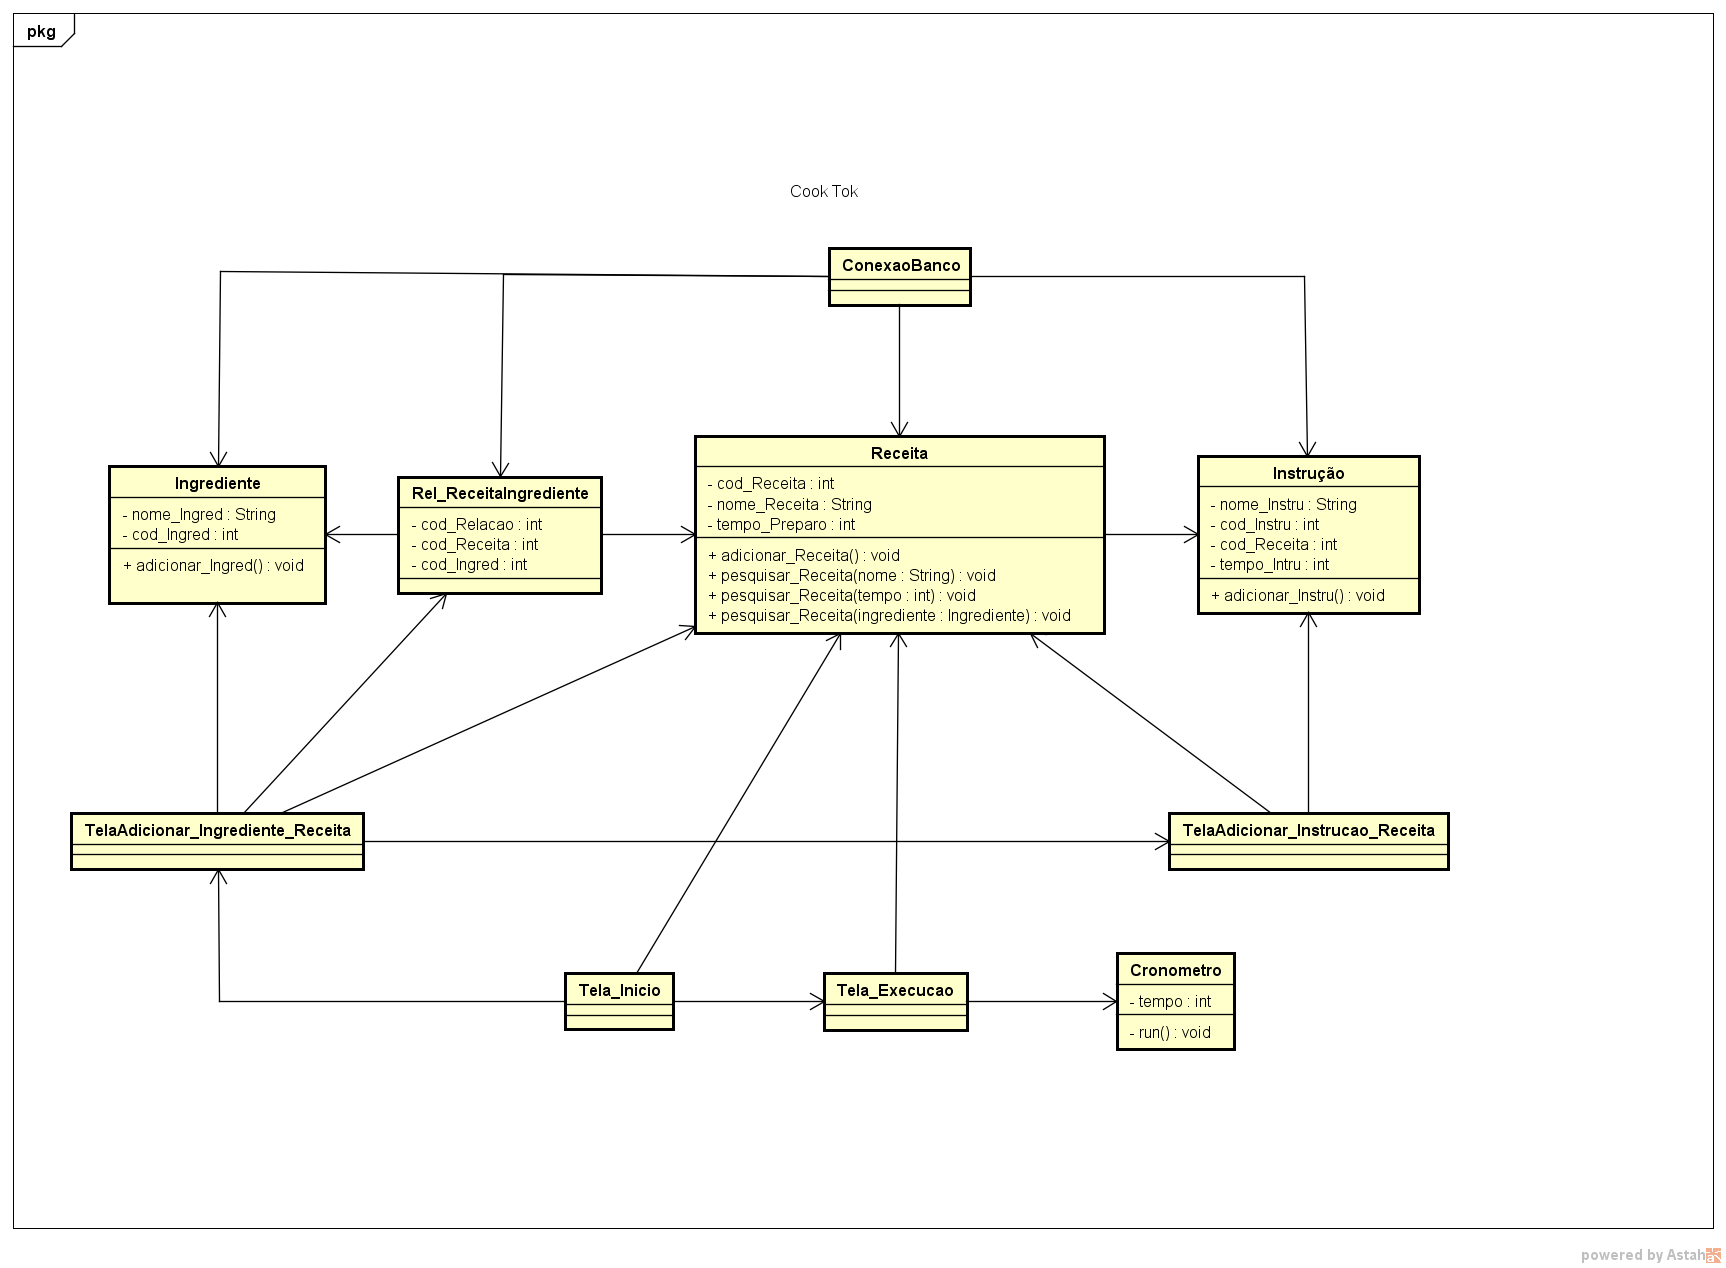 pkg
Cook Tok
ConexaoBanco
Ingrediente
- nome_Ingred : String
- cod_Ingred : int
+ adicionar_Ingred() : void
Rel_ReceitaIngrediente
- cod_Relacao : int
- cod_Receita : int
- cod_Ingred : int
Receita
- cod_Receita : int
- nome_Receita : String
- tempo_Preparo : int
+ adicionar_Receita() : void
+ pesquisar_Receita(nome : String) : void
+ pesquisar_Receita(tempo : int) : void
+ pesquisar_Receita(ingrediente : Ingrediente) : void
Instrução
- nome_Instru : String
- cod_Instru : int
- cod_Receita : int
- tempo_Intru : int
+ adicionar_Instru() : void
TelaAdicionar_Ingrediente_Receita
TelaAdicionar_Instrucao_Receita
Tela_Inicio
Tela_Execucao
Cronometro
- tempo : int
- run() : void
powered by Astah